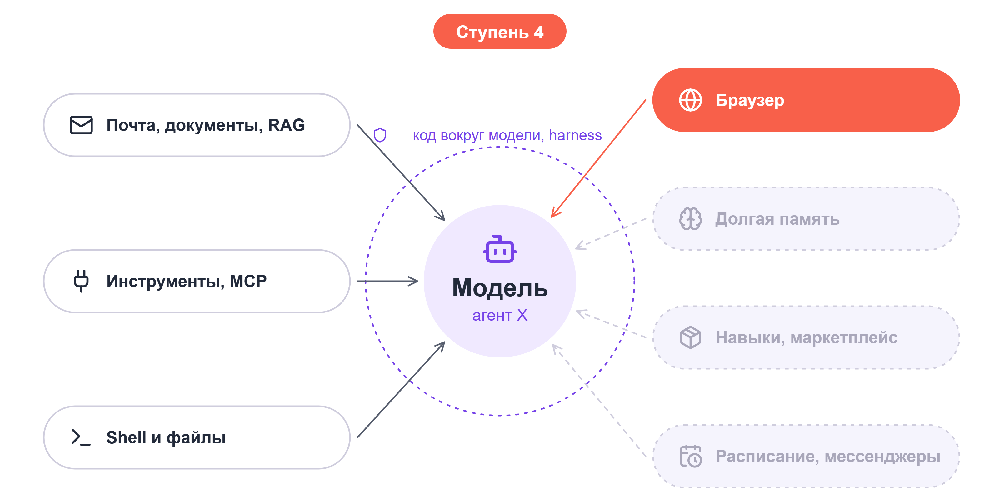 Ступень 4
Почта, документы, RAG
Инструменты, MCP
Shell и файлы
код вокруг модели, harness
Модель
агент X
Браузер
Долгая память
Навыки, маркетплейс
Расписание, мессенджеры